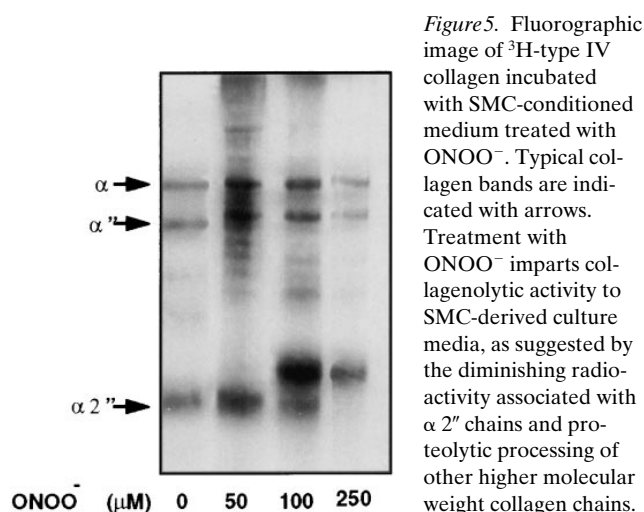 Figure5. Fluorographic
image of ³H-type IV
collagen incubated
with SMC-conditioned
medium treated with
ONOO⁻. Typical col-
lagen bands are indi-
cated with arrows.
Treatment with
ONOO⁻ imparts col-
lagenolytic activity to
SMC-derived culture
media, as suggested by
the diminishing radio-
activity associated with
α 2″ chains and pro-
teolytic processing of
other higher molecular
weight collagen chains.
α
α ”
α 2 ”
ONOO⁻ (μM) 0 50 100 250